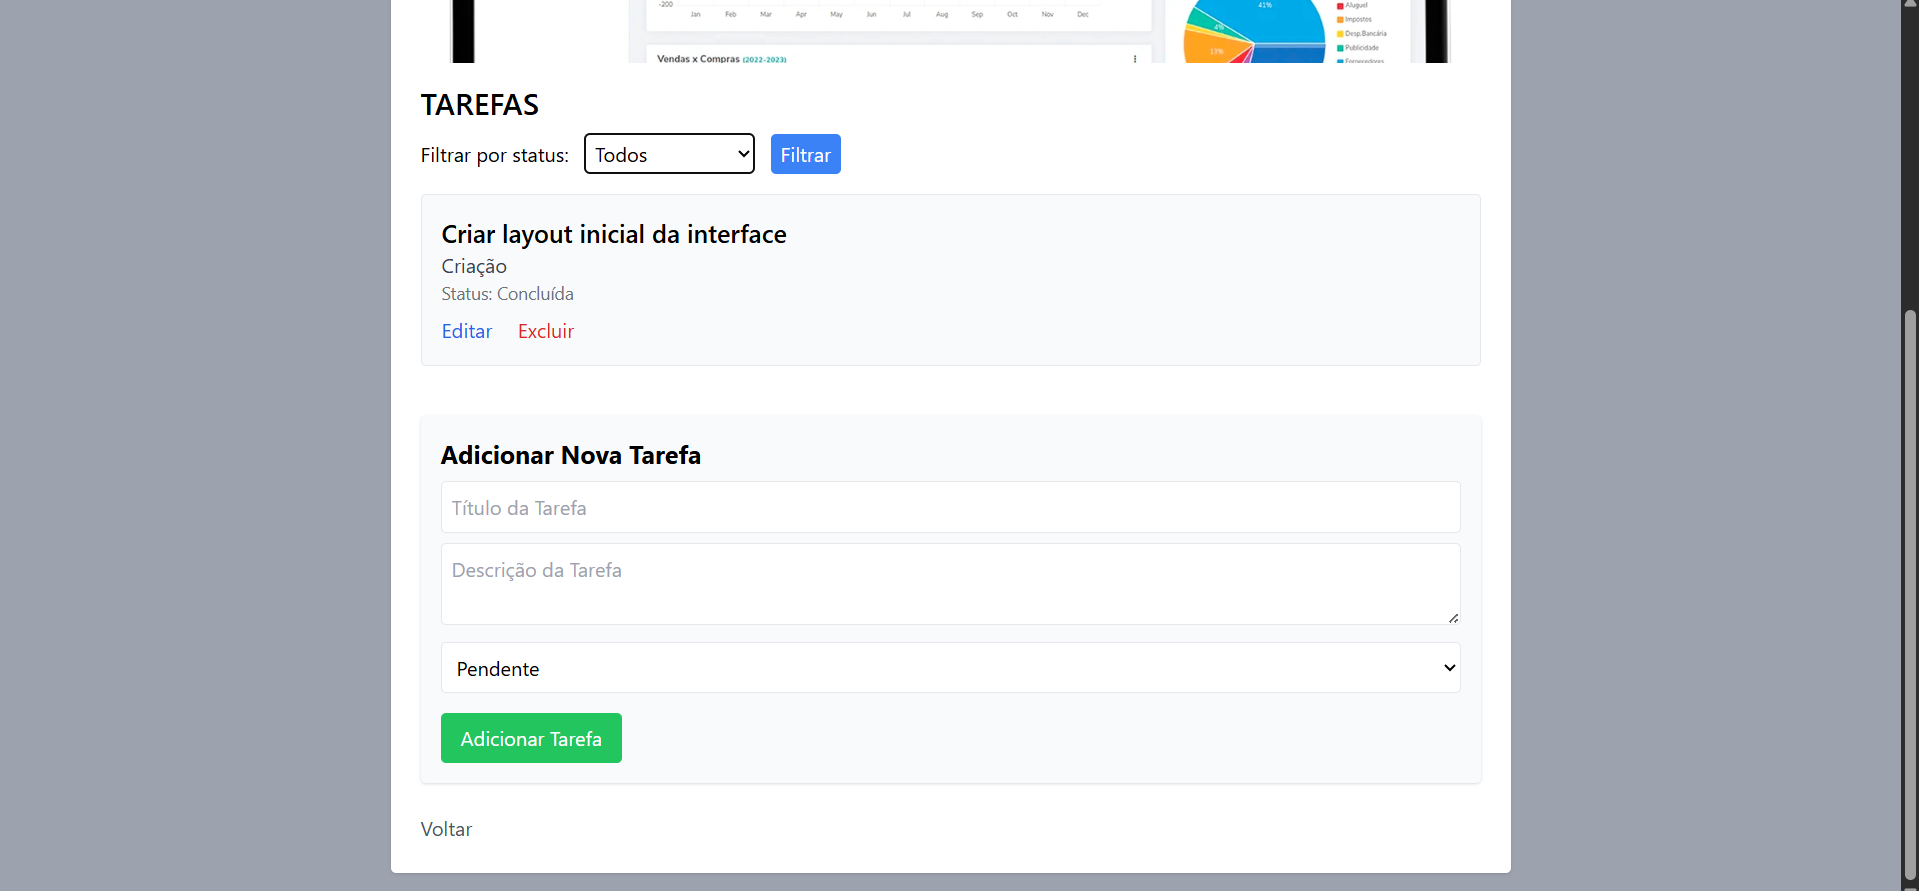 -200
Jan Feb Mar Apr May Jun Jul Aug Sep Oct Nov Dec
41%
4%
13%
Aluguel
Impostos
Desp.Bancária
Publicidade
Fornecedores
Vendas x Compras (2022-2023)
TAREFAS
Filtrar por status: Todos Filtrar
Criar layout inicial da interface
Criação
Status: Concluída
Editar Excluir
Adicionar Nova Tarefa
Título da Tarefa
Descrição da Tarefa
Pendente
Adicionar Tarefa
Voltar